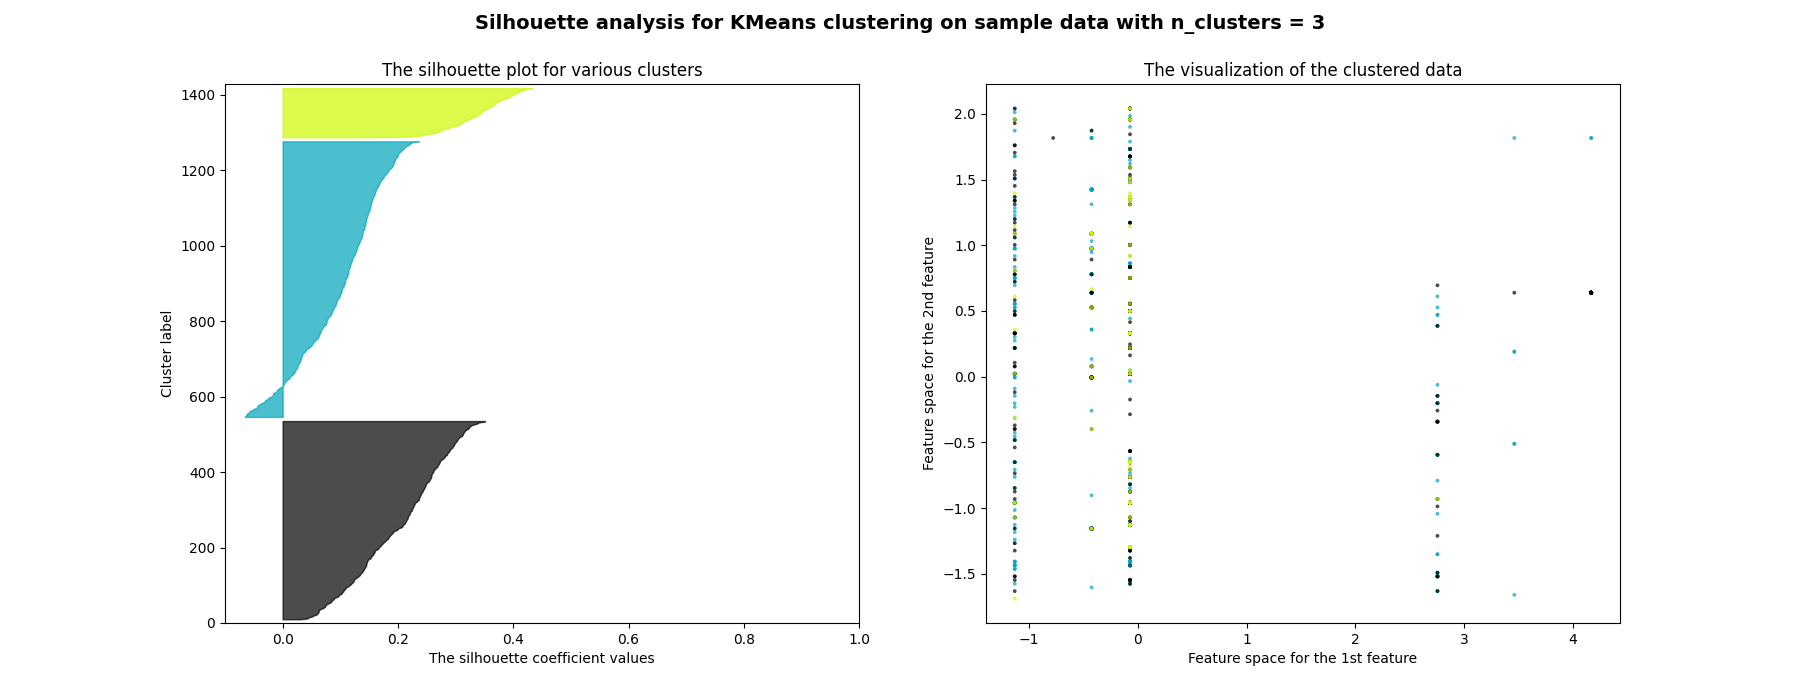 Silhouette analysis for KMeans clustering on sample data with n_clusters = 3
The silhouette plot for various clusters
1400
1200
1000
800
600
400
200
0
Cluster label
0.0 0.2 0.4 0.6 0.8 1.0
The silhouette coefficient values
The visualization of the clustered data
2.0
1.5
1.0
0.5
0.0
−0.5
−1.0
−1.5
Feature space for the 2nd feature
−1 0 1 2 3 4
Feature space for the 1st feature